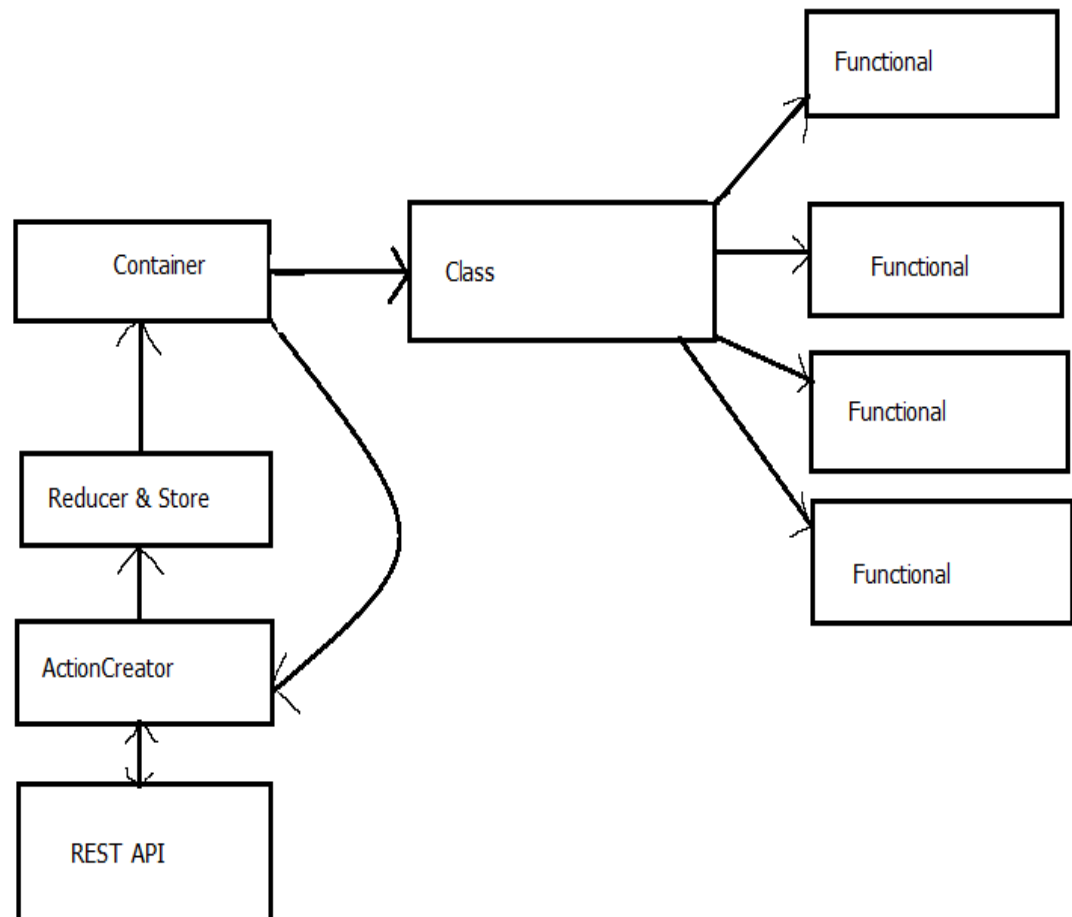 Functional
Container
Class
Functional
Functional
Reducer & Store
Functional
ActionCreator
REST API